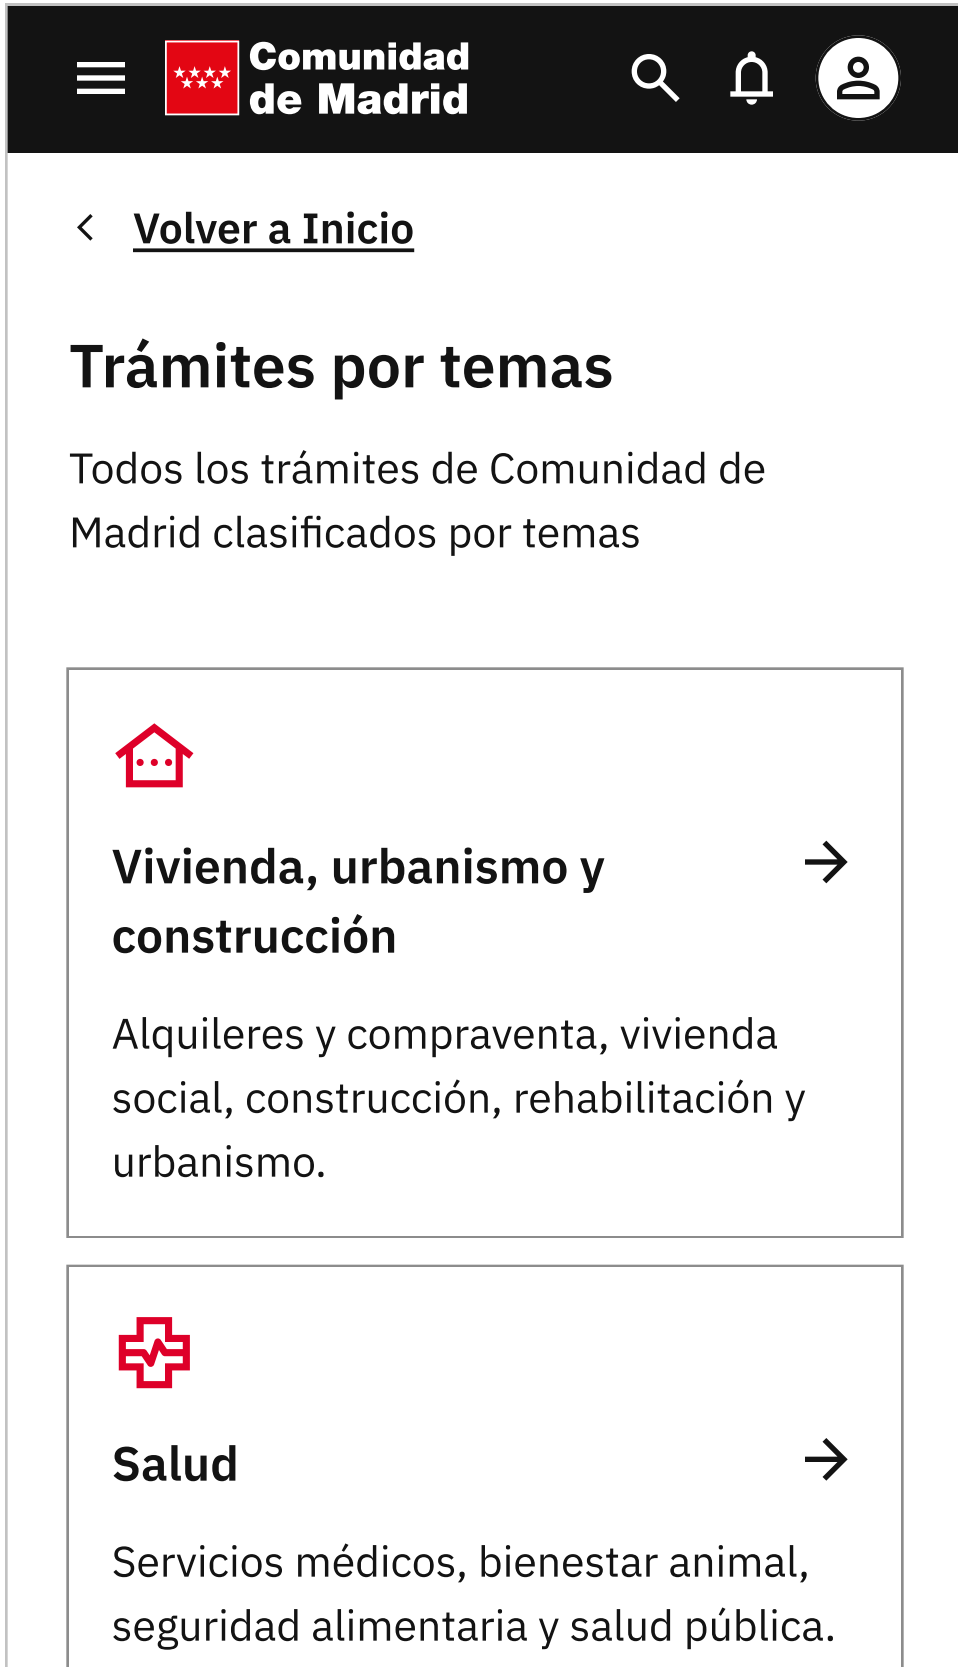 Comunidad
de Madrid
Volver a Inicio
Trámites por temas
Todos los trámites de Comunidad de
Madrid clasificados por temas
Vivienda, urbanismo y
construcción
Alquileres y compraventa, vivienda
social, construcción, rehabilitación y
urbanismo.
Salud
Servicios médicos, bienestar animal,
seguridad alimentaria y salud pública.